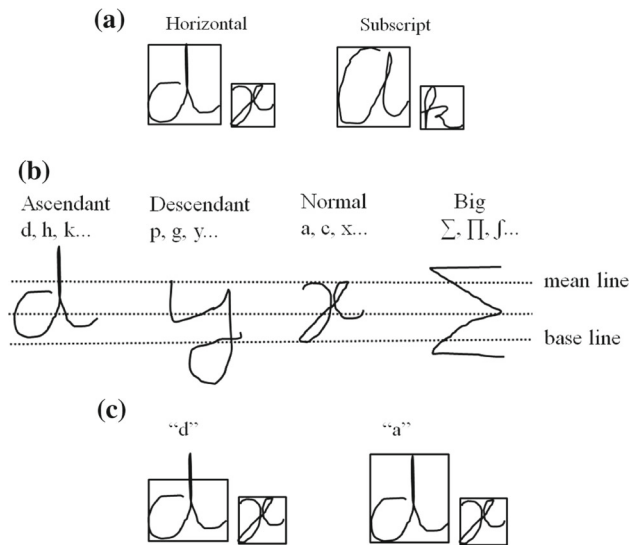 (a)
Horizontal Subscript
d x a k
(b)
Ascendant Descendant Normal Big
d, h, k... p, g, y... a, c, x... ∑, ∏, ∫...
mean line
d y x ∑
base line
(c)
“d” “a”
d x d x